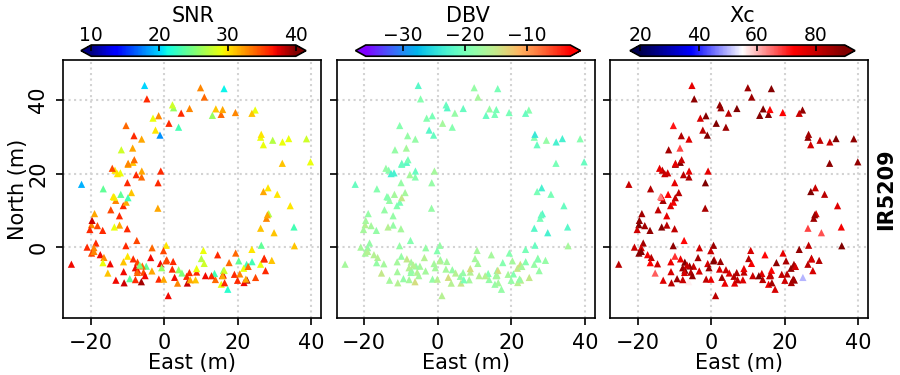 SNR DBV Xc
10 20 30 40 −30 −20 −10 20 40 60 80
North (m)
40
20
0
IR5209
−20 0 20 40 −20 0 20 40 −20 0 20 40
East (m) East (m) East (m)